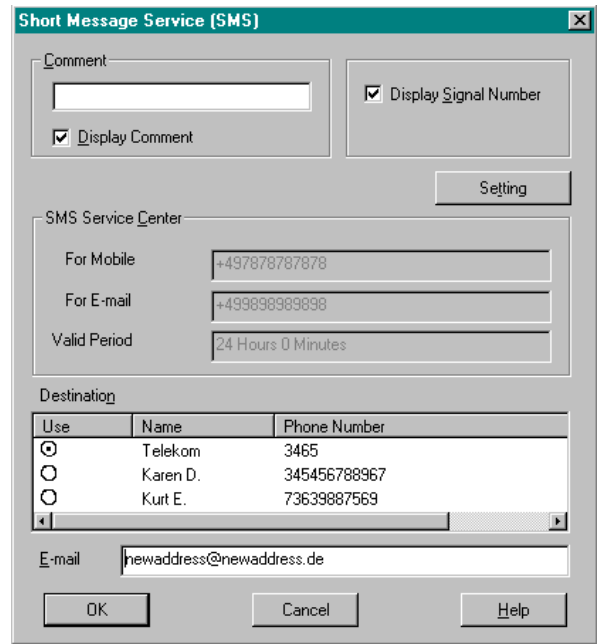 Short Message Service (SMS)
Comment
Display Comment
Display Signal Number
Setting
SMS Service Center
For Mobile +497878787878
For E-mail +499898989898
Valid Period 24 Hours 0 Minutes
Destination
Use Name Phone Number
Telekom 3465
Karen D. 345456788967
Kurt E. 73639887569
E-mail newaddress@newaddress.de
OK Cancel Help